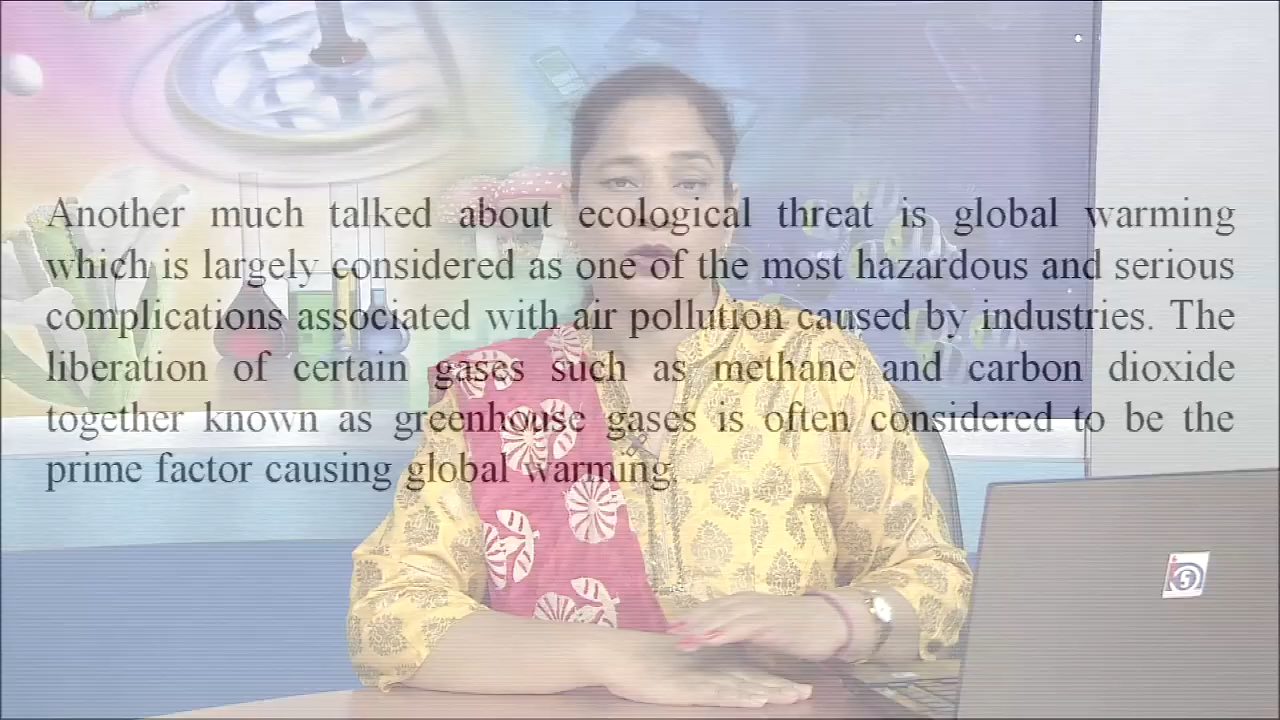 Another much talked about ecological threat is global warming
which is largely considered as one of the most hazardous and serious
complications associated with air pollution caused by industries. The
liberation of certain gases such as methane and carbon dioxide
together known as greenhouse gases is often considered to be the
prime factor causing global warming.